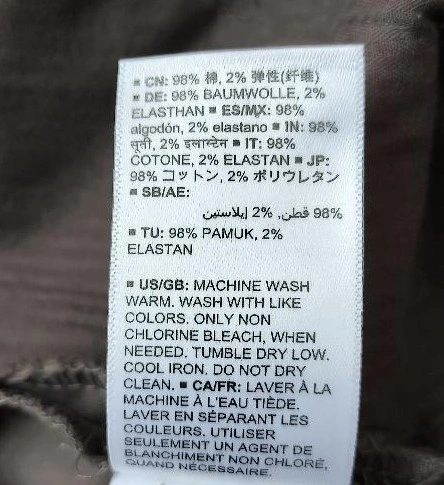 ▪ CN: 98% 棉, 2% 弹性(纤维)
▪ DE: 98% BAUMWOLLE, 2%
ELASTHAN ▪ ES/MX: 98%
algodón, 2% elastano ▪ IN: 98%
सूती, 2% इलास्टेन ▪ IT: 98%
COTONE, 2% ELASTAN ▪ JP:
98% コットン, 2% ポリウレタン
▪ SB/AE:
98% قطن, 2% إيلاستين
▪ TU: 98% PAMUK, 2%
ELASTAN
▪ US/GB: MACHINE WASH
WARM. WASH WITH LIKE
COLORS. ONLY NON
CHLORINE BLEACH, WHEN
NEEDED. TUMBLE DRY LOW.
COOL IRON. DO NOT DRY
CLEAN. ▪ CA/FR: LAVER À LA
MACHINE À L'EAU TIÈDE.
LAVER EN SÉPARANT LES
COULEURS. UTILISER
SEULEMENT UN AGENT DE
BLANCHIMENT NON CHLORÉ,
QUAND NÉCESSAIRE.